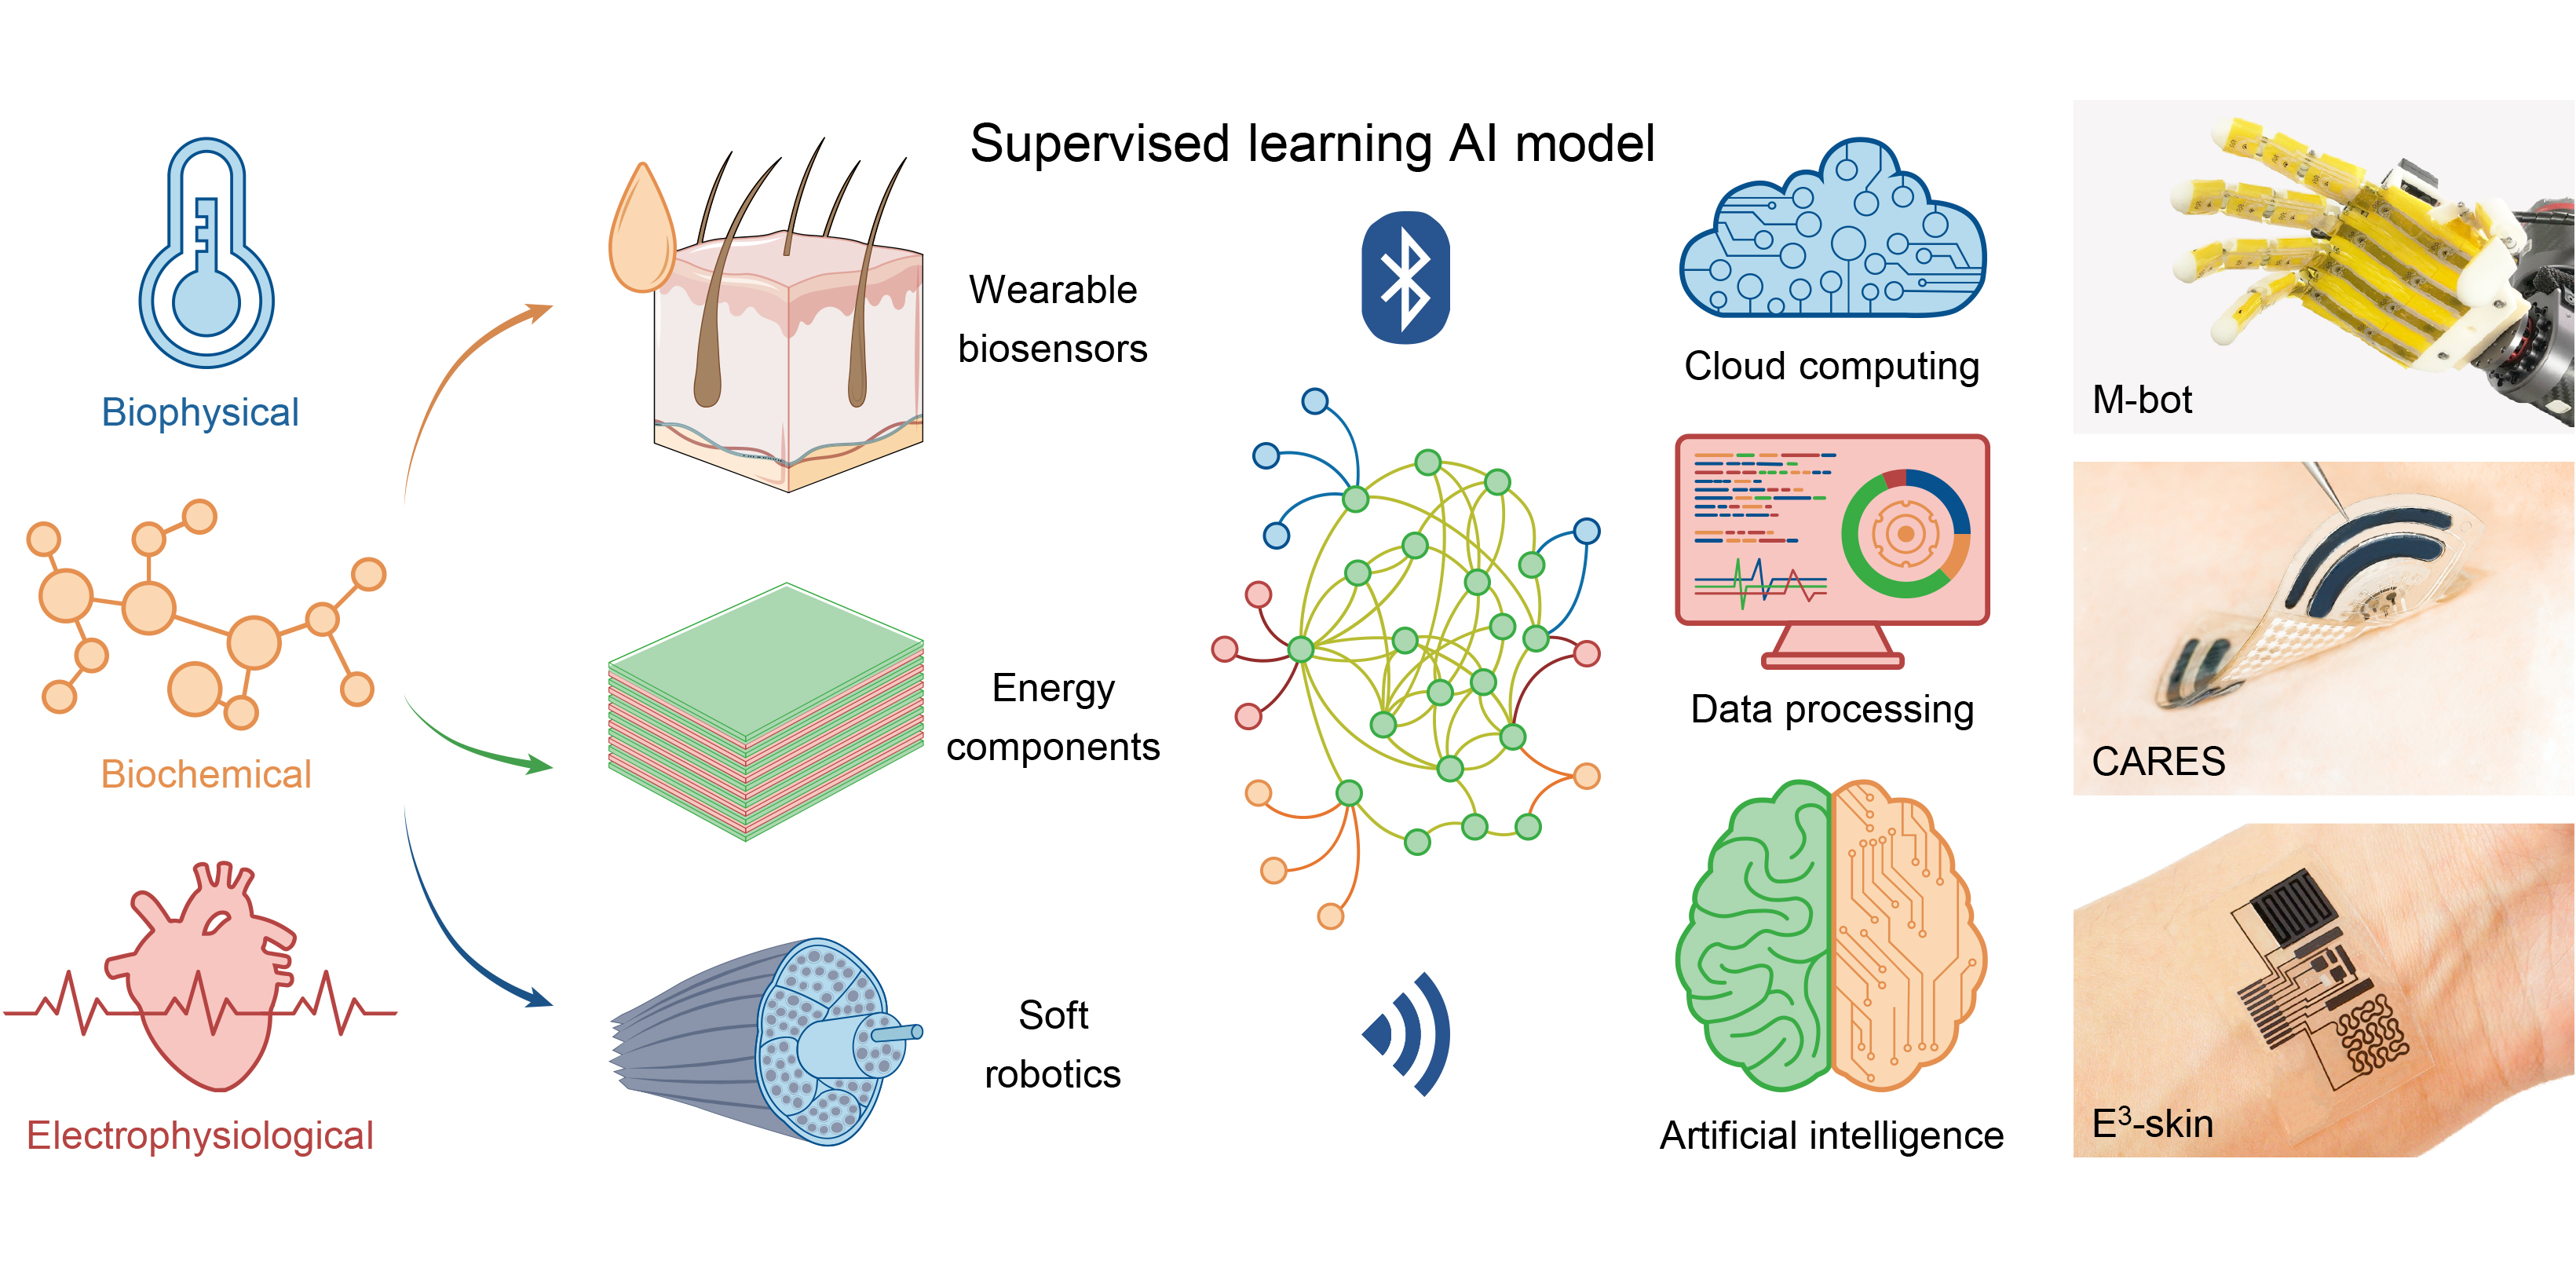 Supervised learning AI model
Biophysical
Biochemical
Electrophysiological
Wearable
biosensors
Energy
components
Soft
robotics
Cloud computing
Data processing
Artificial intelligence
M-bot
CARES
E³-skin